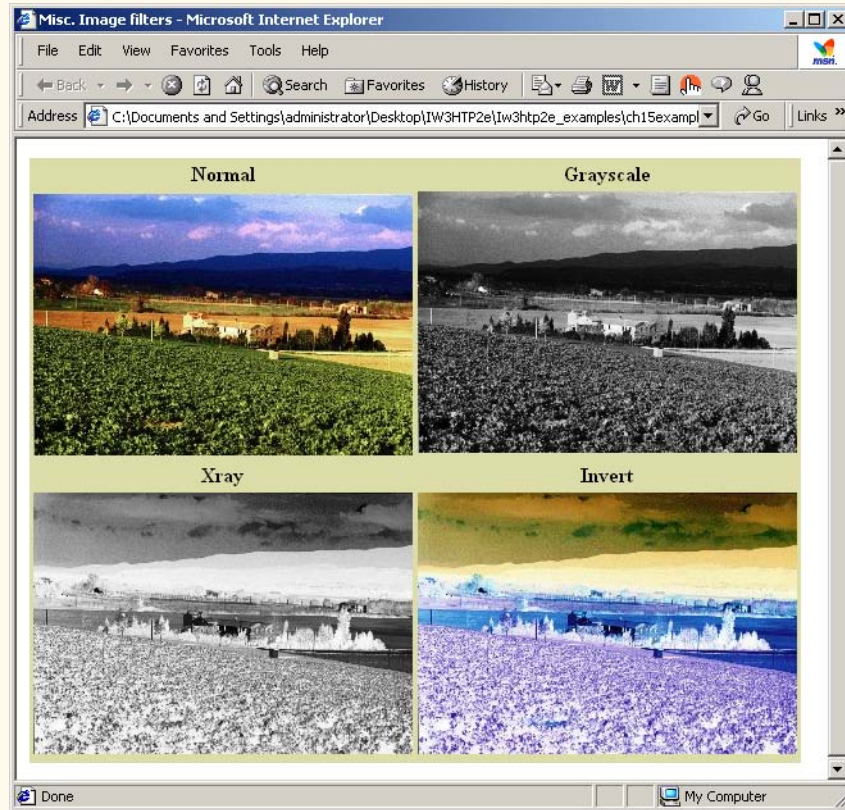 Misc. Image filters - Microsoft Internet Explorer
File Edit View Favorites Tools Help
msn.
Back Search Favorites History
Address C:\Documents and Settings\administrator\Desktop\IW3HTP2e\Iw3htp2e_examples\ch15exampl Go Links »
Normal Grayscale
Xray Invert
Done My Computer